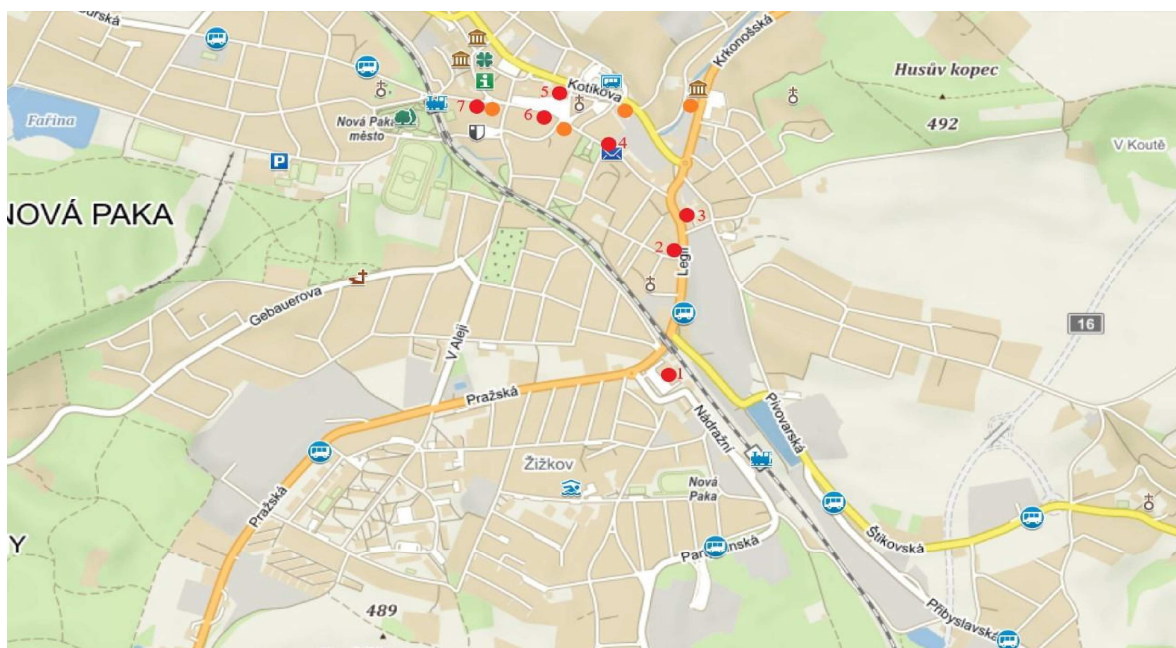 Krkonošská
Husův kopec
492
Kotíkova
5
7
6
Fařina
Nová Paka
město
4
V Koutě
P
NOVÁ PAKA
3
2
Legií
Gebauerova
16
V Aleji
1
Pražská
Nádražní
Pivovarská
Žižkov
Nová
Paka
Pražská
Štikovská
Y
489
Přibyslavská